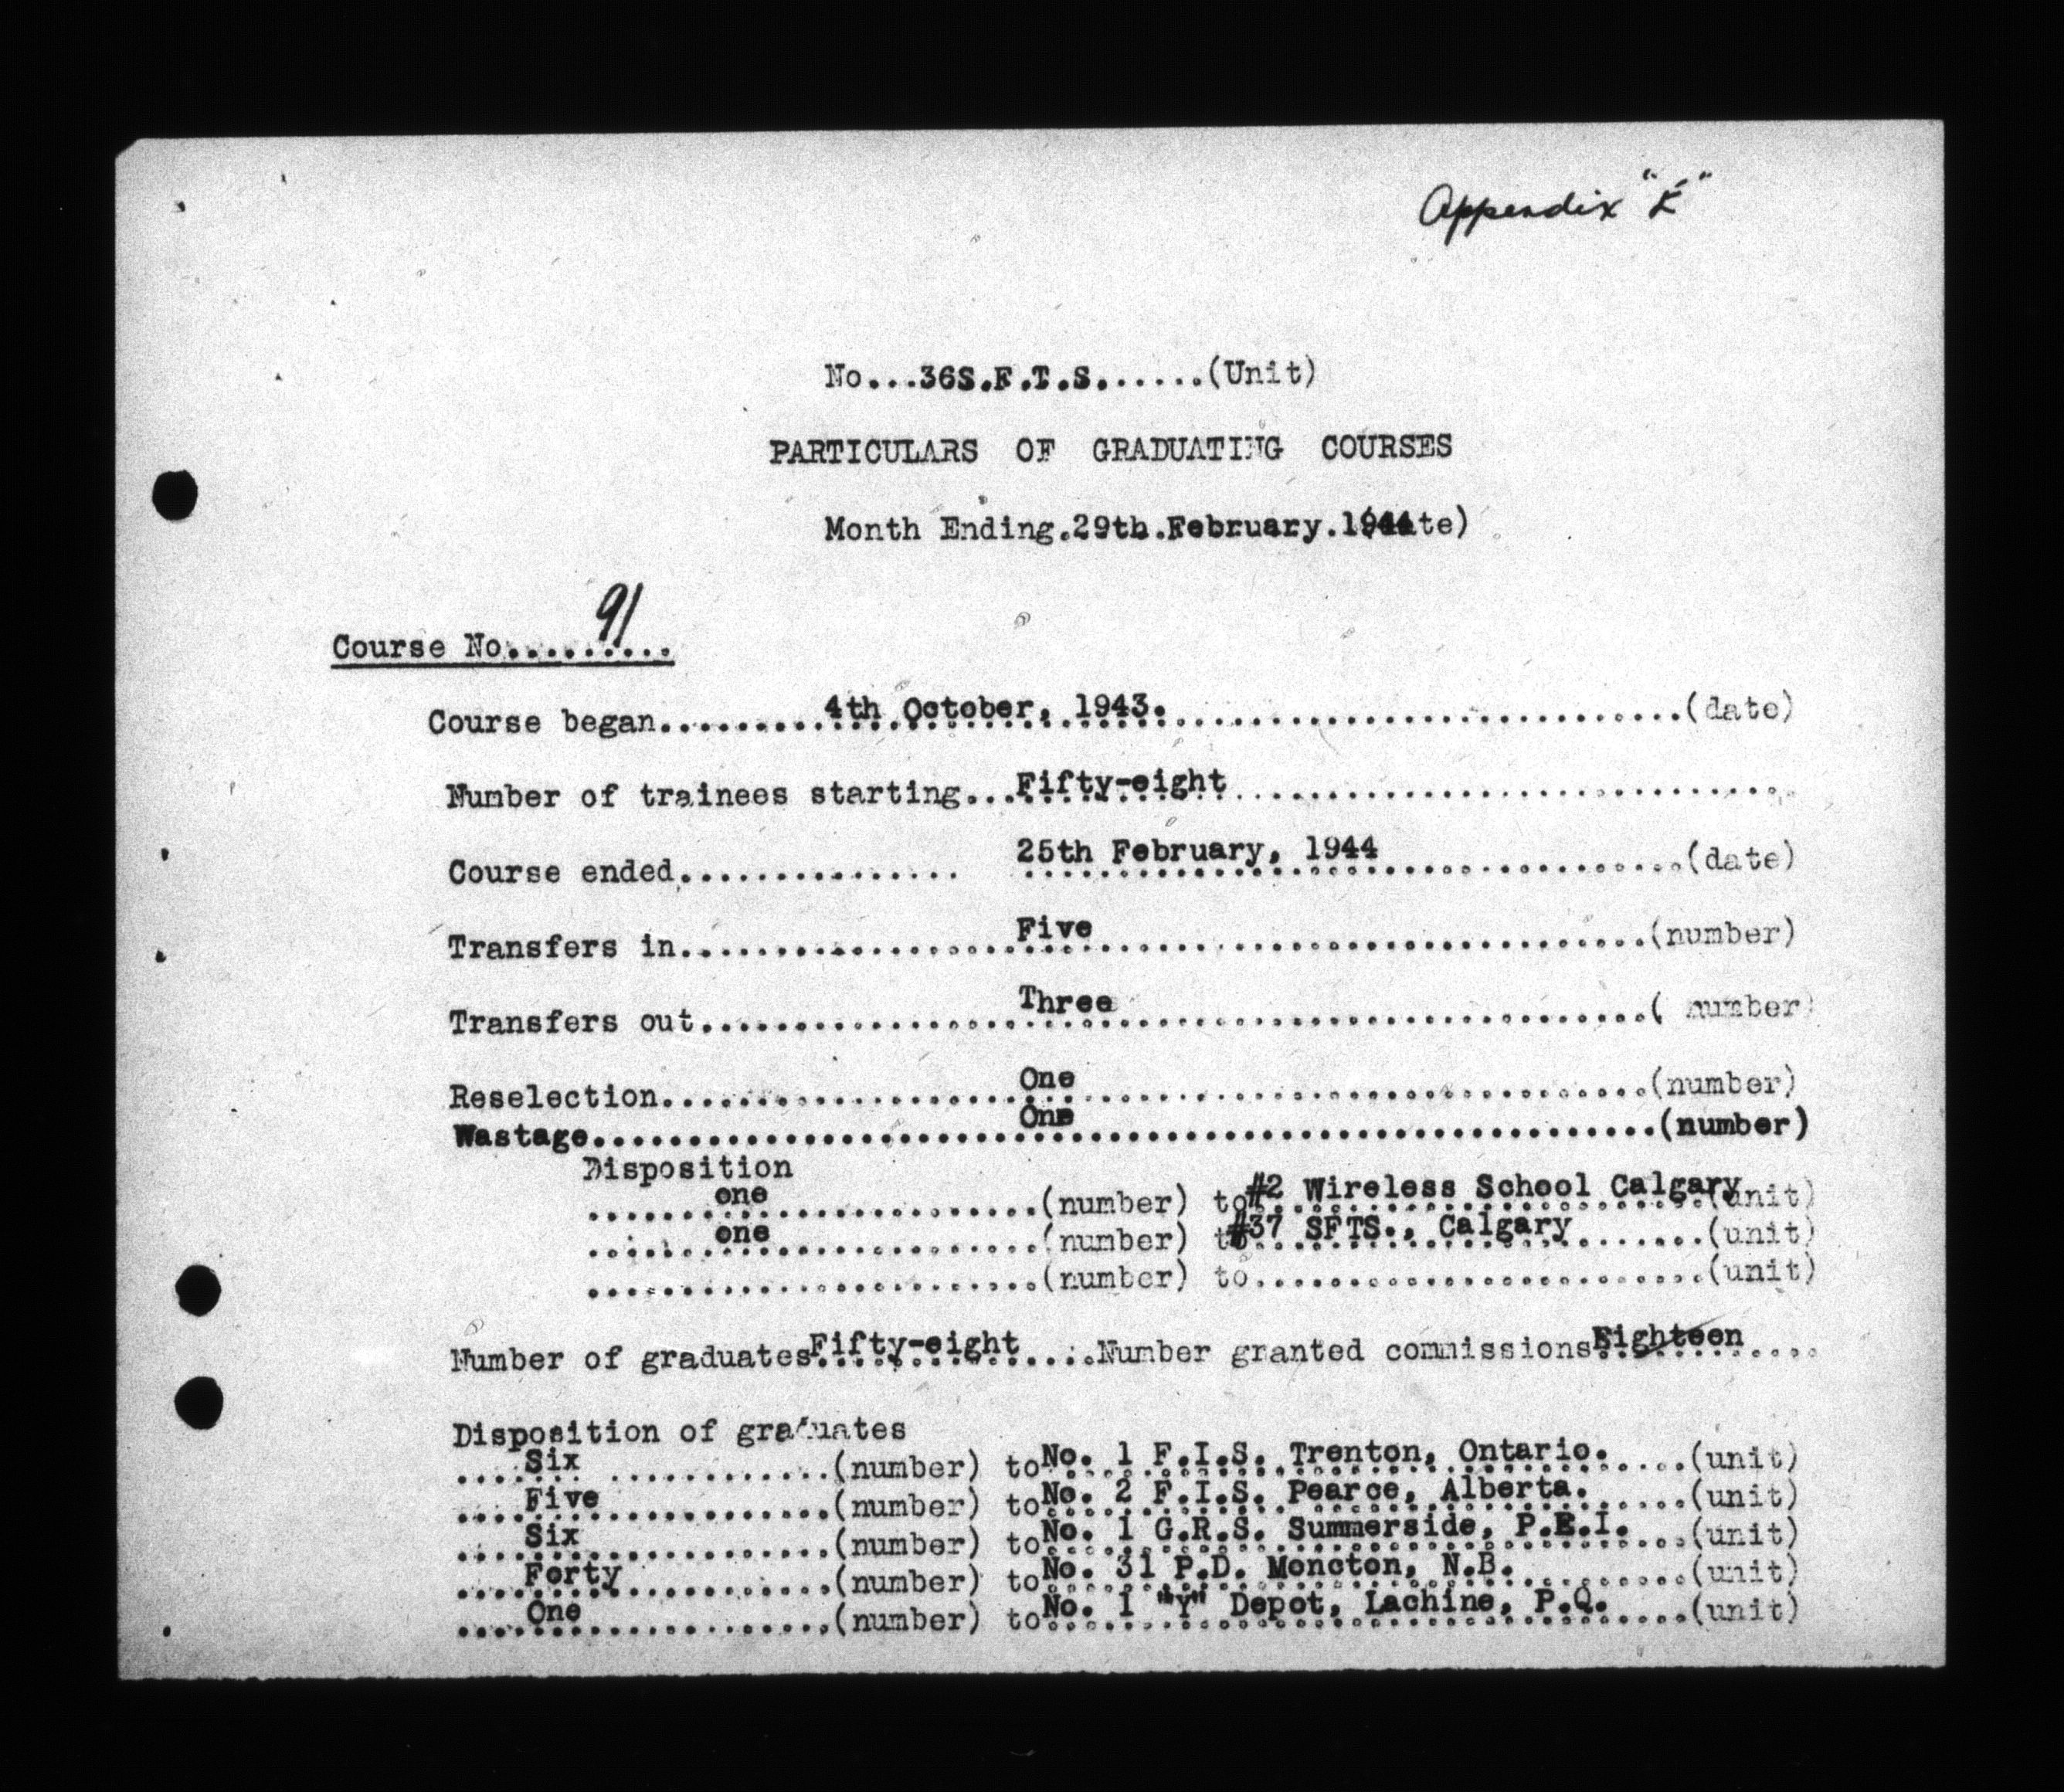 Appendix "E"
No...36S.F.T.S......(Unit)
PARTICULARS OF GRADUATING COURSES
Month Ending.29th.February.1944(date)
Course No......91...
Course began.........4th October, 1943..............................(date)
Number of trainees starting...Fifty-eight..............................
Course ended............... 25th February, 1944..................(date)
Transfers in..................Five..............................(number)
Transfers out.................Three.............................( number)
Reselection...................One...............................(number)
Wastage.......................One...............................(number)
Disposition
.......one...............(number) to #2 Wireless School Calgary(unit)
.......one...............(number) to #37 SFTS., Calgary.......(unit)
.........................(number) to.........................(unit)
Number of graduates Fifty-eight.....Number granted commissions Eighteen....
Disposition of graduates
....Six ............(number) to No. 1 F.I.S. Trenton, Ontario.....(unit)
....Five............(number) to No. 2 F.I.S. Pearce, Alberta......(unit)
....Six.............(number) to No. 1 G.R.S. Summerside, P.E.I....(unit)
....Forty...........(number) to No. 31 P.D. Moncton, N.B..........(unit)
....One.............(number) to No. 1 "Y" Depot, Lachine, P.Q.....(unit)